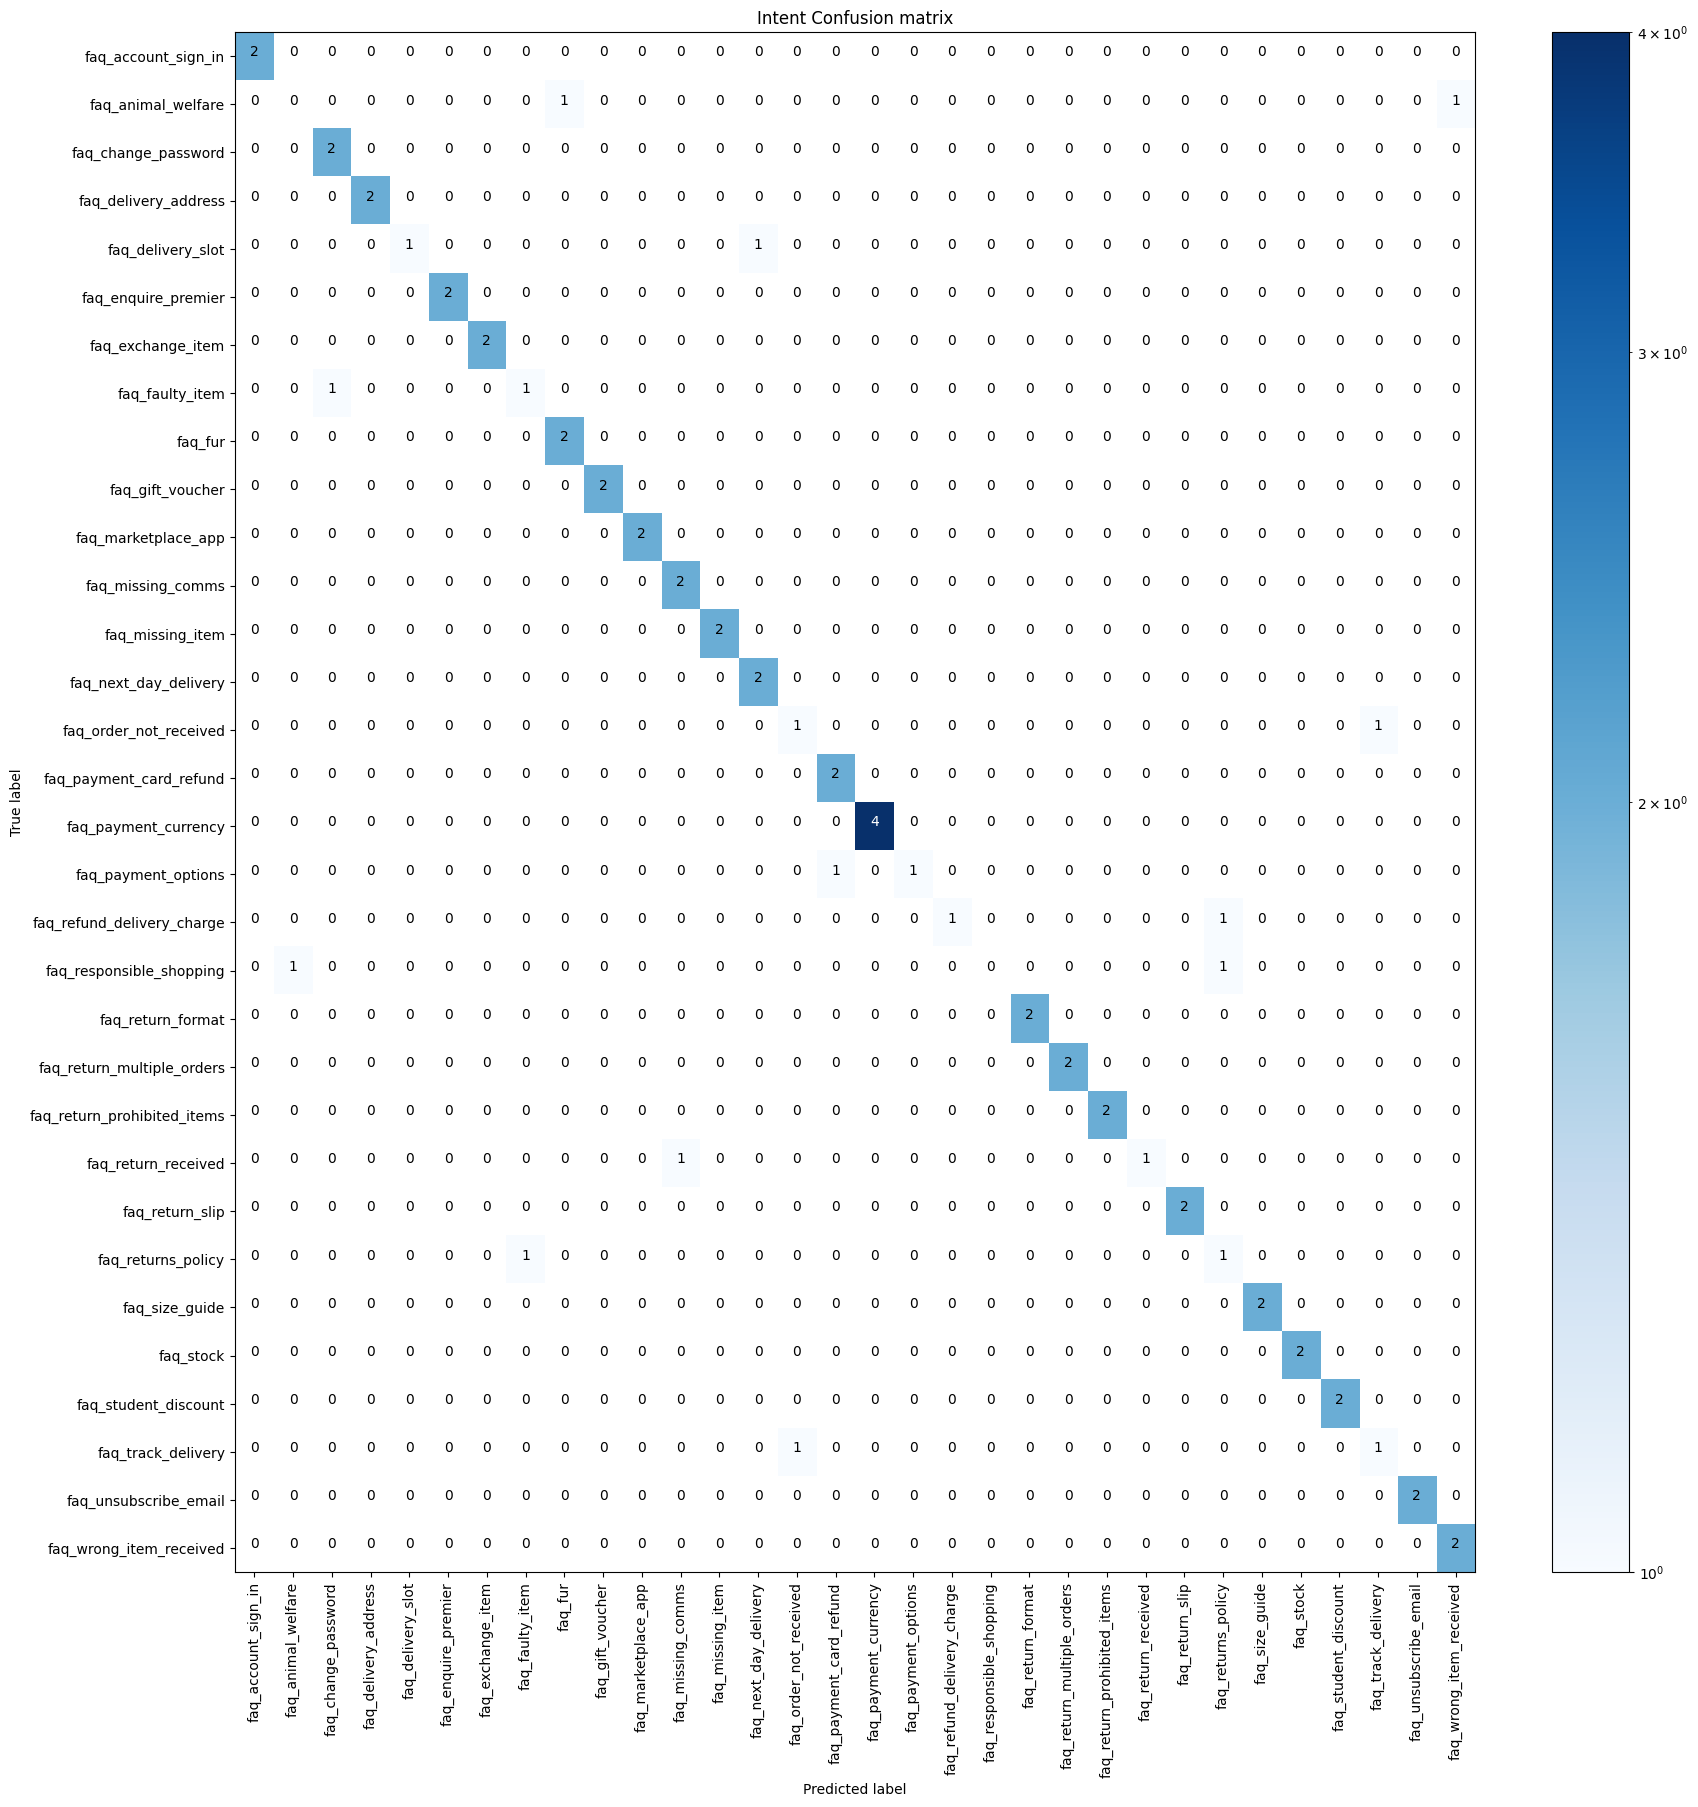 Intent Confusion matrix
faq_account_sign_in 2 0 0 0 0 0 0 0 0 0 0 0 0 0 0 0 0 0 0 0 0 0 0 0 0 0 0 0 0 0 0 0
faq_animal_welfare 0 0 0 0 0 0 0 0 1 0 0 0 0 0 0 0 0 0 0 0 0 0 0 0 0 0 0 0 0 0 0 1
faq_change_password 0 0 2 0 0 0 0 0 0 0 0 0 0 0 0 0 0 0 0 0 0 0 0 0 0 0 0 0 0 0 0 0
faq_delivery_address 0 0 0 2 0 0 0 0 0 0 0 0 0 0 0 0 0 0 0 0 0 0 0 0 0 0 0 0 0 0 0 0
faq_delivery_slot 0 0 0 0 1 0 0 0 0 0 0 0 0 1 0 0 0 0 0 0 0 0 0 0 0 0 0 0 0 0 0 0
faq_enquire_premier 0 0 0 0 0 2 0 0 0 0 0 0 0 0 0 0 0 0 0 0 0 0 0 0 0 0 0 0 0 0 0 0
faq_exchange_item 0 0 0 0 0 0 2 0 0 0 0 0 0 0 0 0 0 0 0 0 0 0 0 0 0 0 0 0 0 0 0 0
faq_faulty_item 0 0 1 0 0 0 0 1 0 0 0 0 0 0 0 0 0 0 0 0 0 0 0 0 0 0 0 0 0 0 0 0
faq_fur 0 0 0 0 0 0 0 0 2 0 0 0 0 0 0 0 0 0 0 0 0 0 0 0 0 0 0 0 0 0 0 0
faq_gift_voucher 0 0 0 0 0 0 0 0 0 2 0 0 0 0 0 0 0 0 0 0 0 0 0 0 0 0 0 0 0 0 0 0
faq_marketplace_app 0 0 0 0 0 0 0 0 0 0 2 0 0 0 0 0 0 0 0 0 0 0 0 0 0 0 0 0 0 0 0 0
faq_missing_comms 0 0 0 0 0 0 0 0 0 0 0 2 0 0 0 0 0 0 0 0 0 0 0 0 0 0 0 0 0 0 0 0
faq_missing_item 0 0 0 0 0 0 0 0 0 0 0 0 2 0 0 0 0 0 0 0 0 0 0 0 0 0 0 0 0 0 0 0
faq_next_day_delivery 0 0 0 0 0 0 0 0 0 0 0 0 0 2 0 0 0 0 0 0 0 0 0 0 0 0 0 0 0 0 0 0
faq_order_not_received 0 0 0 0 0 0 0 0 0 0 0 0 0 0 1 0 0 0 0 0 0 0 0 0 0 0 0 0 0 1 0 0
faq_payment_card_refund 0 0 0 0 0 0 0 0 0 0 0 0 0 0 0 2 0 0 0 0 0 0 0 0 0 0 0 0 0 0 0 0
faq_payment_currency 0 0 0 0 0 0 0 0 0 0 0 0 0 0 0 0 4 0 0 0 0 0 0 0 0 0 0 0 0 0 0 0
faq_payment_options 0 0 0 0 0 0 0 0 0 0 0 0 0 0 0 1 0 1 0 0 0 0 0 0 0 0 0 0 0 0 0 0
faq_refund_delivery_charge 0 0 0 0 0 0 0 0 0 0 0 0 0 0 0 0 0 0 1 0 0 0 0 0 0 1 0 0 0 0 0 0
faq_responsible_shopping 0 1 0 0 0 0 0 0 0 0 0 0 0 0 0 0 0 0 0 0 0 0 0 0 0 1 0 0 0 0 0 0
faq_return_format 0 0 0 0 0 0 0 0 0 0 0 0 0 0 0 0 0 0 0 0 2 0 0 0 0 0 0 0 0 0 0 0
faq_return_multiple_orders 0 0 0 0 0 0 0 0 0 0 0 0 0 0 0 0 0 0 0 0 0 2 0 0 0 0 0 0 0 0 0 0
faq_return_prohibited_items 0 0 0 0 0 0 0 0 0 0 0 0 0 0 0 0 0 0 0 0 0 0 2 0 0 0 0 0 0 0 0 0
faq_return_received 0 0 0 0 0 0 0 0 0 0 0 1 0 0 0 0 0 0 0 0 0 0 0 1 0 0 0 0 0 0 0 0
faq_return_slip 0 0 0 0 0 0 0 0 0 0 0 0 0 0 0 0 0 0 0 0 0 0 0 0 2 0 0 0 0 0 0 0
faq_returns_policy 0 0 0 0 0 0 0 1 0 0 0 0 0 0 0 0 0 0 0 0 0 0 0 0 0 1 0 0 0 0 0 0
faq_size_guide 0 0 0 0 0 0 0 0 0 0 0 0 0 0 0 0 0 0 0 0 0 0 0 0 0 0 2 0 0 0 0 0
faq_stock 0 0 0 0 0 0 0 0 0 0 0 0 0 0 0 0 0 0 0 0 0 0 0 0 0 0 0 2 0 0 0 0
faq_student_discount 0 0 0 0 0 0 0 0 0 0 0 0 0 0 0 0 0 0 0 0 0 0 0 0 0 0 0 0 2 0 0 0
faq_track_delivery 0 0 0 0 0 0 0 0 0 0 0 0 0 0 1 0 0 0 0 0 0 0 0 0 0 0 0 0 0 1 0 0
faq_unsubscribe_email 0 0 0 0 0 0 0 0 0 0 0 0 0 0 0 0 0 0 0 0 0 0 0 0 0 0 0 0 0 0 2 0
faq_wrong_item_received 0 0 0 0 0 0 0 0 0 0 0 0 0 0 0 0 0 0 0 0 0 0 0 0 0 0 0 0 0 0 0 2
True label
faq_account_sign_in
faq_animal_welfare
faq_change_password
faq_delivery_address
faq_delivery_slot
faq_enquire_premier
faq_exchange_item
faq_faulty_item
faq_fur
faq_gift_voucher
faq_marketplace_app
faq_missing_comms
faq_missing_item
faq_next_day_delivery
faq_order_not_received
faq_payment_card_refund
faq_payment_currency
faq_payment_options
faq_refund_delivery_charge
faq_responsible_shopping
faq_return_format
faq_return_multiple_orders
faq_return_prohibited_items
faq_return_received
faq_return_slip
faq_returns_policy
faq_size_guide
faq_stock
faq_student_discount
faq_track_delivery
faq_unsubscribe_email
faq_wrong_item_received
Predicted label
4 × 10⁰
3 × 10⁰
2 × 10⁰
10⁰